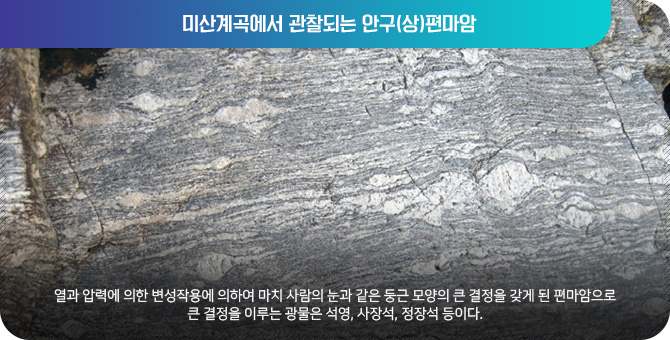 미산계곡에서 관찰되는 안구(상)편마암
열과 압력에 의한 변성작용에 의하여 마치 사람의 눈과 같은 둥근 모양의 큰 결정을 갖게 된 편마암으로
큰 결정을 이루는 광물은 석영, 사장석, 정장석 등이다.